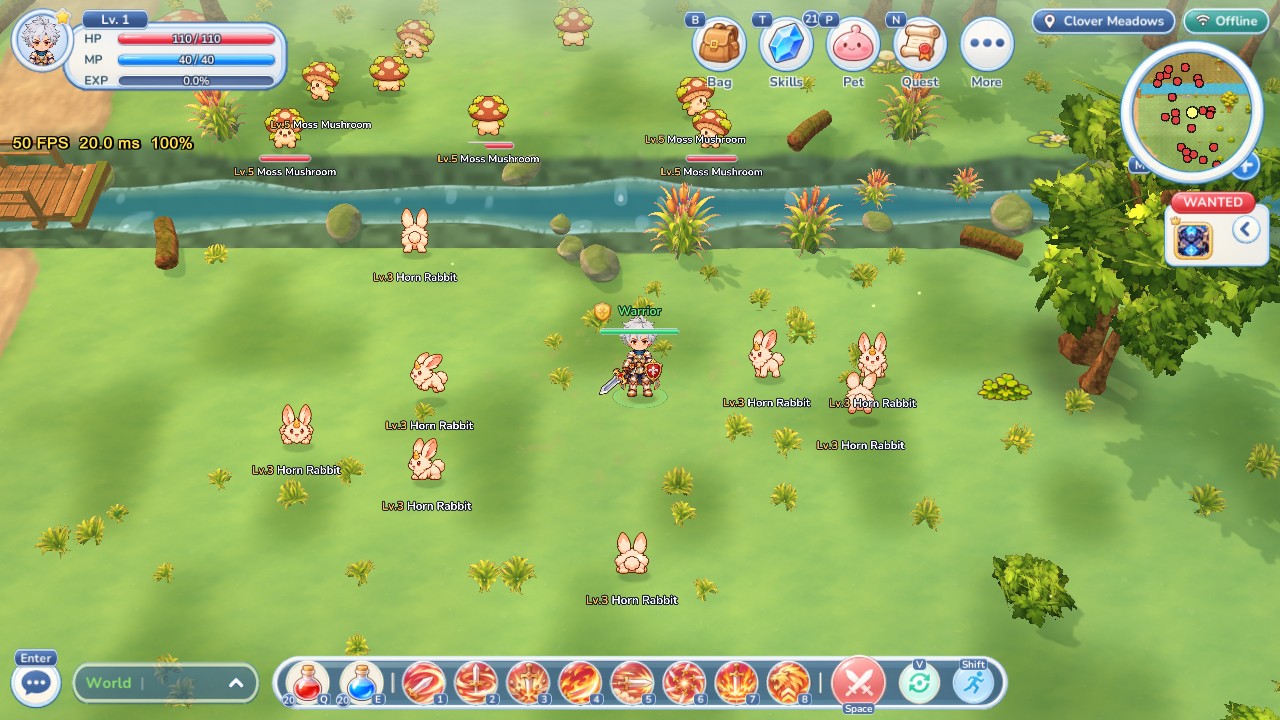 Lv. 1
HP 110 / 110
MP 40 / 40
EXP 0.0%
50 FPS 20.0 ms 100%
B
Bag
T
Skills
21
P
Pet
N
Quest
More
Clover Meadows
Offline
M
WANTED
Lv.5 Moss Mushroom
Lv.5 Moss Mushroom
Lv.5 Moss Mushroom
Lv.5 Moss Mushroom
Lv.5 Moss Mushroom
Lv.3 Horn Rabbit
Warrior
Lv.3 Horn Rabbit
Lv.3 Horn Rabbit
Lv.3 Horn Rabbit
Lv.3 Horn Rabbit
Lv.3 Horn Rabbit
Lv.3 Horn Rabbit
Lv.3 Horn Rabbit
Enter
World
20 Q
20 E
1
2
3
4
5
6
7
8
Space
V
Shift